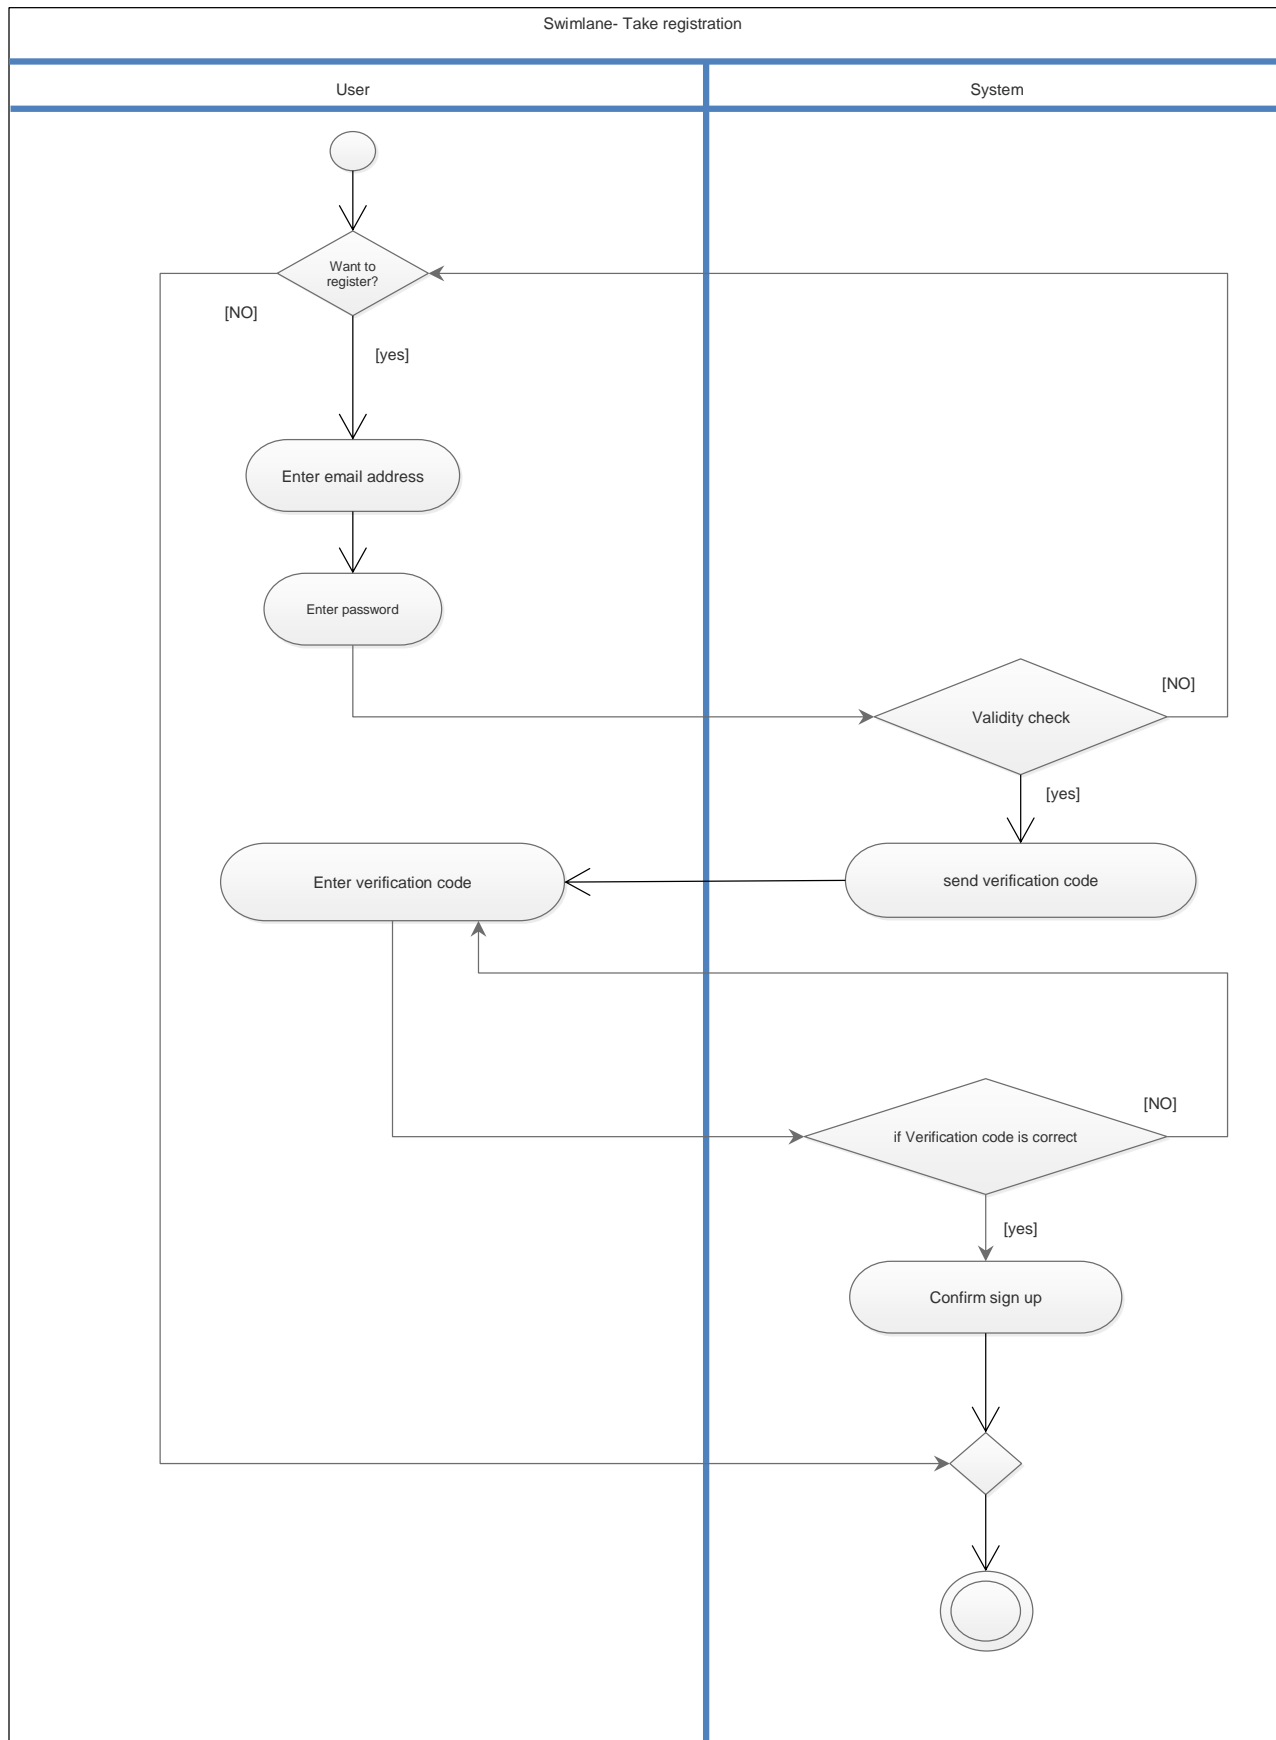 Swimlane- Take registration
User
System
Want to
register?
[NO]
[yes]
Enter email address
Enter password
[NO]
Validity check
[yes]
Enter verification code
send verification code
[NO]
if Verification code is correct
[yes]
Confirm sign up